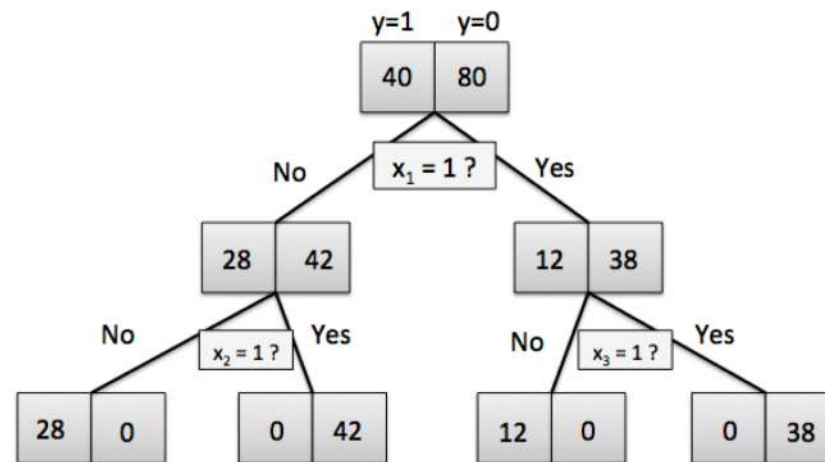 y=1 y=0
40 80
No x₁ = 1 ? Yes
28 42 12 38
No x₂ = 1 ? Yes No x₃ = 1 ? Yes
28 0 0 42 12 0 0 38